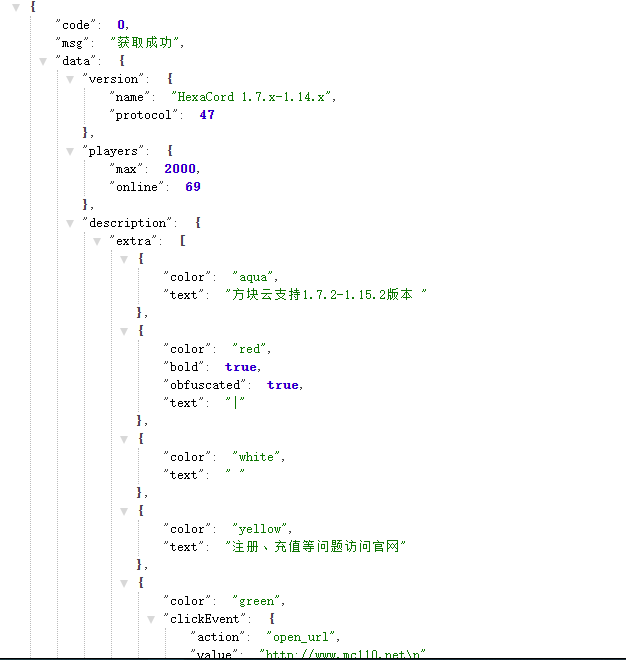 {
"code": 0,
"msg": "获取成功",
"data": {
"version": {
"name": "HexaCord 1.7.x-1.14.x",
"protocol": 47
},
"players": {
"max": 2000,
"online": 69
},
"description": {
"extra": [
{
"color": "aqua",
"text": "方块云支持1.7.2-1.15.2版本 "
},
{
"color": "red",
"bold": true,
"obfuscated": true,
"text": "|"
},
{
"color": "white",
"text": " "
},
{
"color": "yellow",
"text": "注册、充值等问题访问官网"
},
{
"color": "green",
"clickEvent": {
"action": "open_url",
"value": "http://www.mc110.net\n"